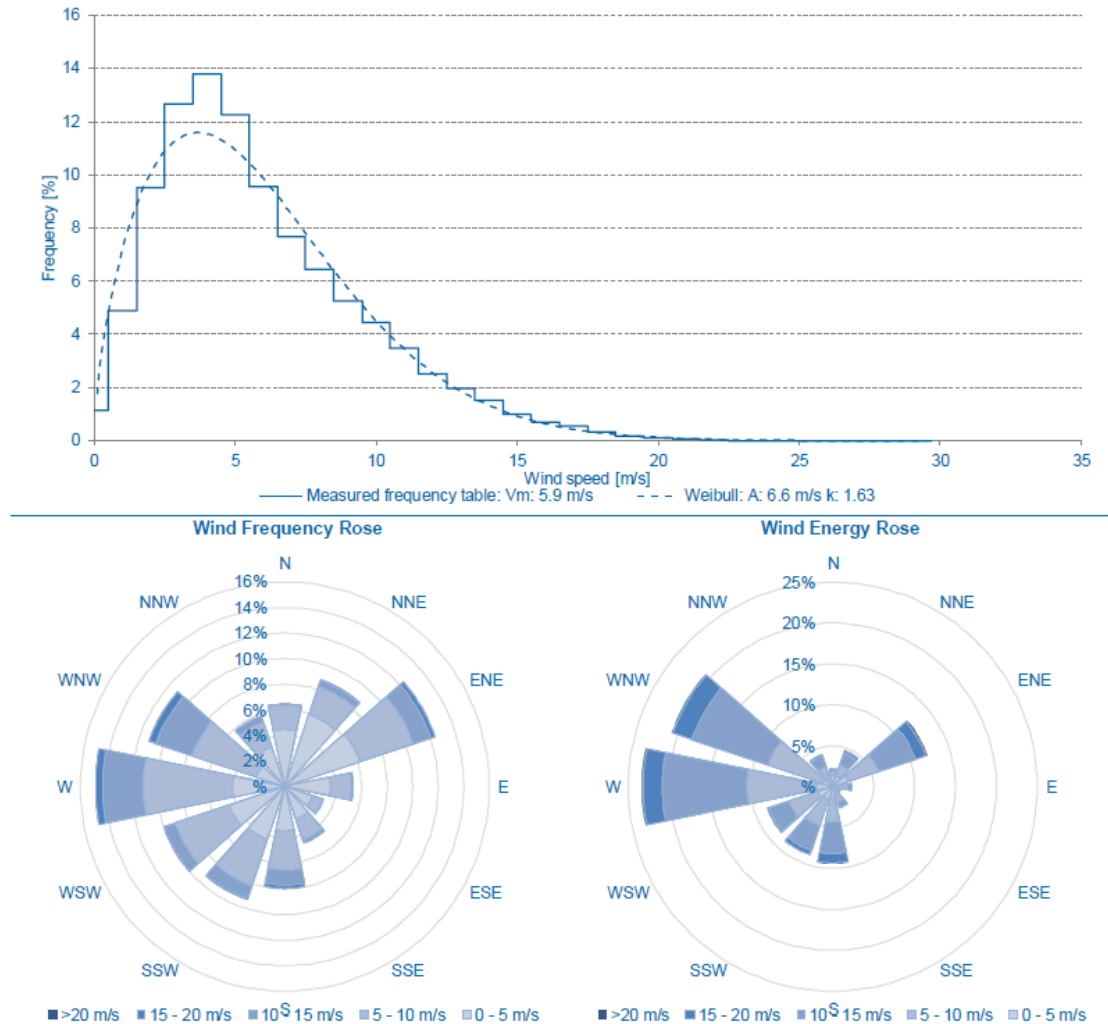 16
14
12
10
8
6
4
2
0
Frequency [%]
0 5 10 15 20 25 30 35
Wind speed [m/s]
Measured frequency table: Vm: 5.9 m/s Weibull: A: 6.6 m/s k: 1.63
Wind Frequency Rose
N
NNE
ENE
E
ESE
SSE
S
SSW
WSW
W
WNW
NNW
16%
14%
12%
10%
8%
6%
4%
2%
%
>20 m/s 15 - 20 m/s 10 15 m/s 5 - 10 m/s 0 - 5 m/s
Wind Energy Rose
N
NNE
ENE
E
ESE
SSE
S
SSW
WSW
W
WNW
NNW
25%
20%
15%
10%
5%
%
>20 m/s 15 - 20 m/s 10 15 m/s 5 - 10 m/s 0 - 5 m/s